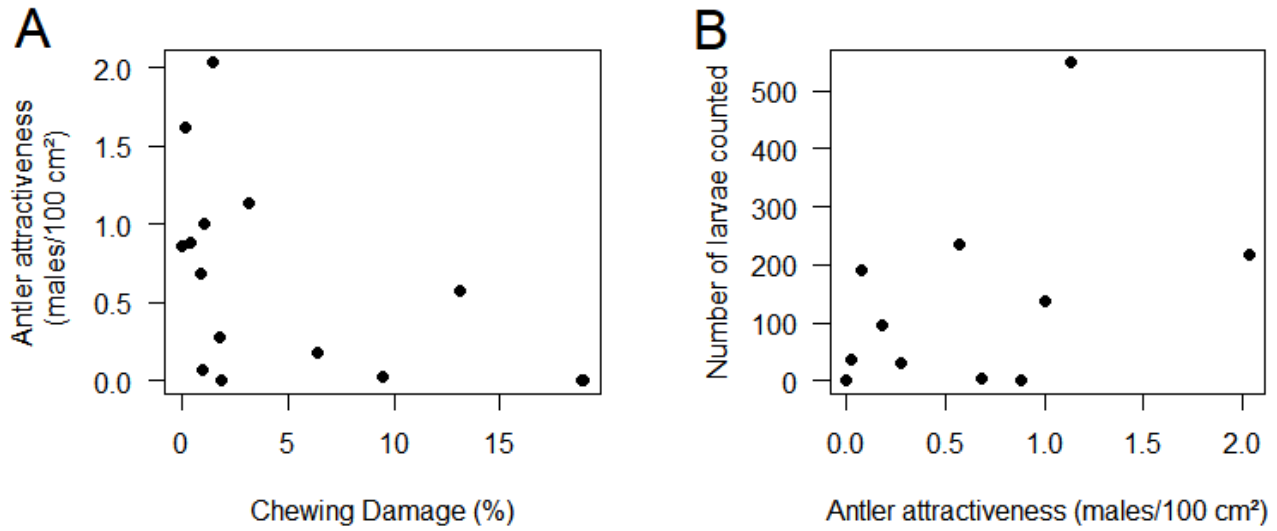 A
Antler attractiveness
(males/100 cm²)
2.0
1.5
1.0
0.5
0.0
0 5 10 15
Chewing Damage (%)
B
Number of larvae counted
500
400
300
200
100
0
0.0 0.5 1.0 1.5 2.0
Antler attractiveness (males/100 cm²)